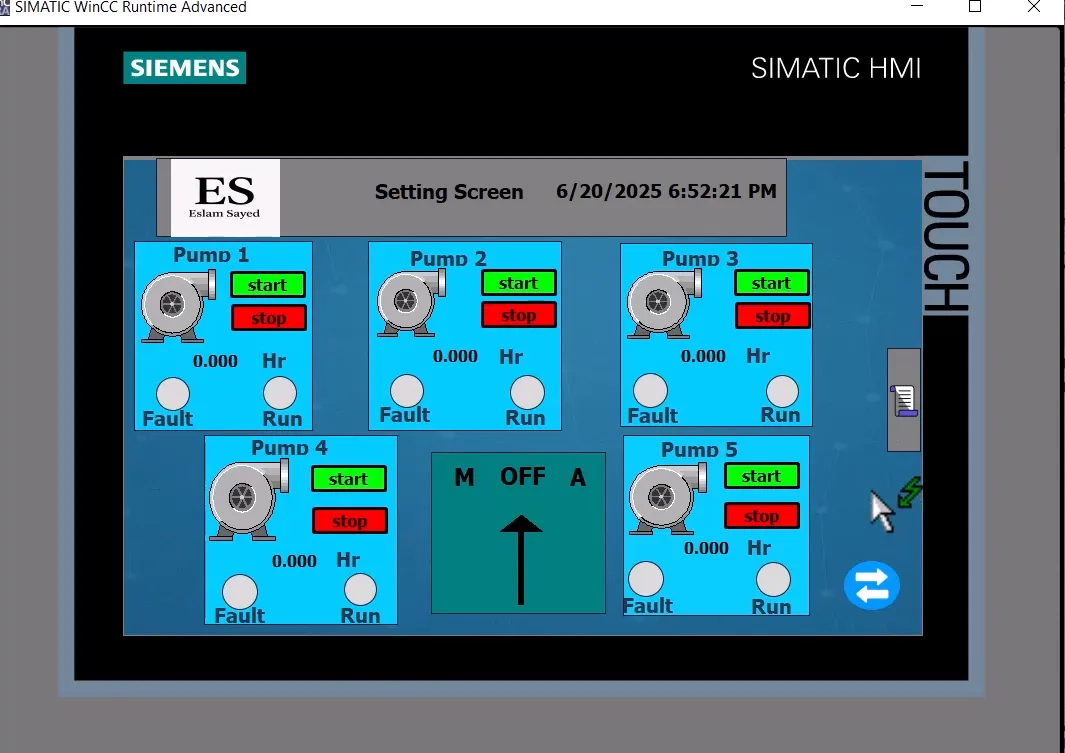 SIMATIC WinCC Runtime Advanced
SIEMENS
SIMATIC HMI
TOUCH
ES
Eslam Sayed
Setting Screen
6/20/2025 6:52:21 PM
Pump 1
start
stop
0.000 Hr
Fault
Run
Pump 2
start
stop
0.000 Hr
Fault
Run
Pump 3
start
stop
0.000 Hr
Fault
Run
Pump 4
start
stop
0.000 Hr
Fault
Run
M OFF A
Pump 5
start
stop
0.000 Hr
Fault
Run